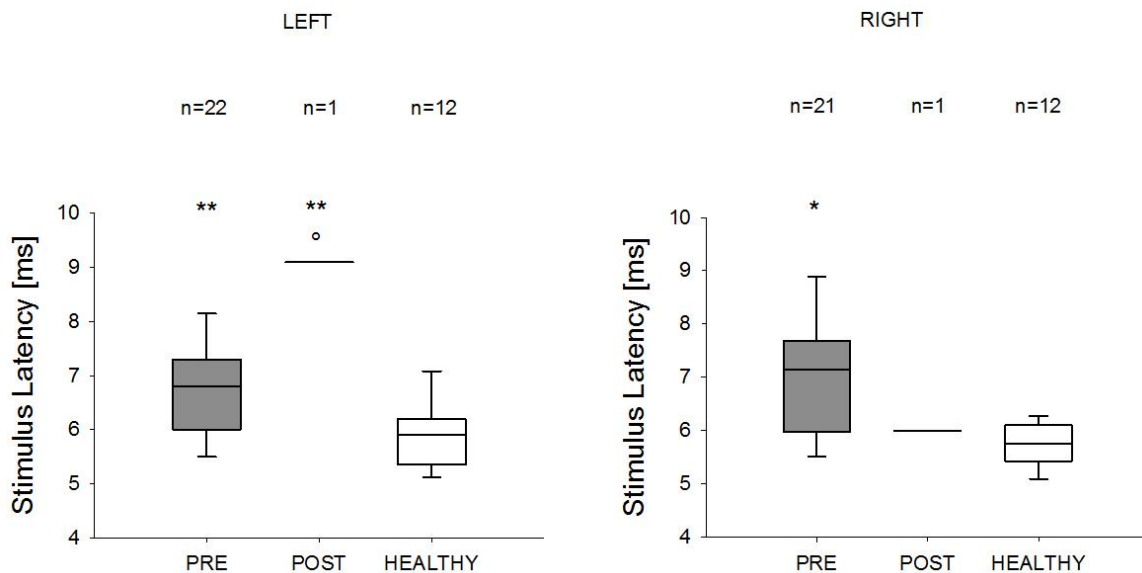 LEFT
n=22 n=1 n=12
** **
°
Stimulus Latency [ms]
10
9
8
7
6
5
4
PRE POST HEALTHY
RIGHT
n=21 n=1 n=12
*
Stimulus Latency [ms]
10
9
8
7
6
5
4
PRE POST HEALTHY